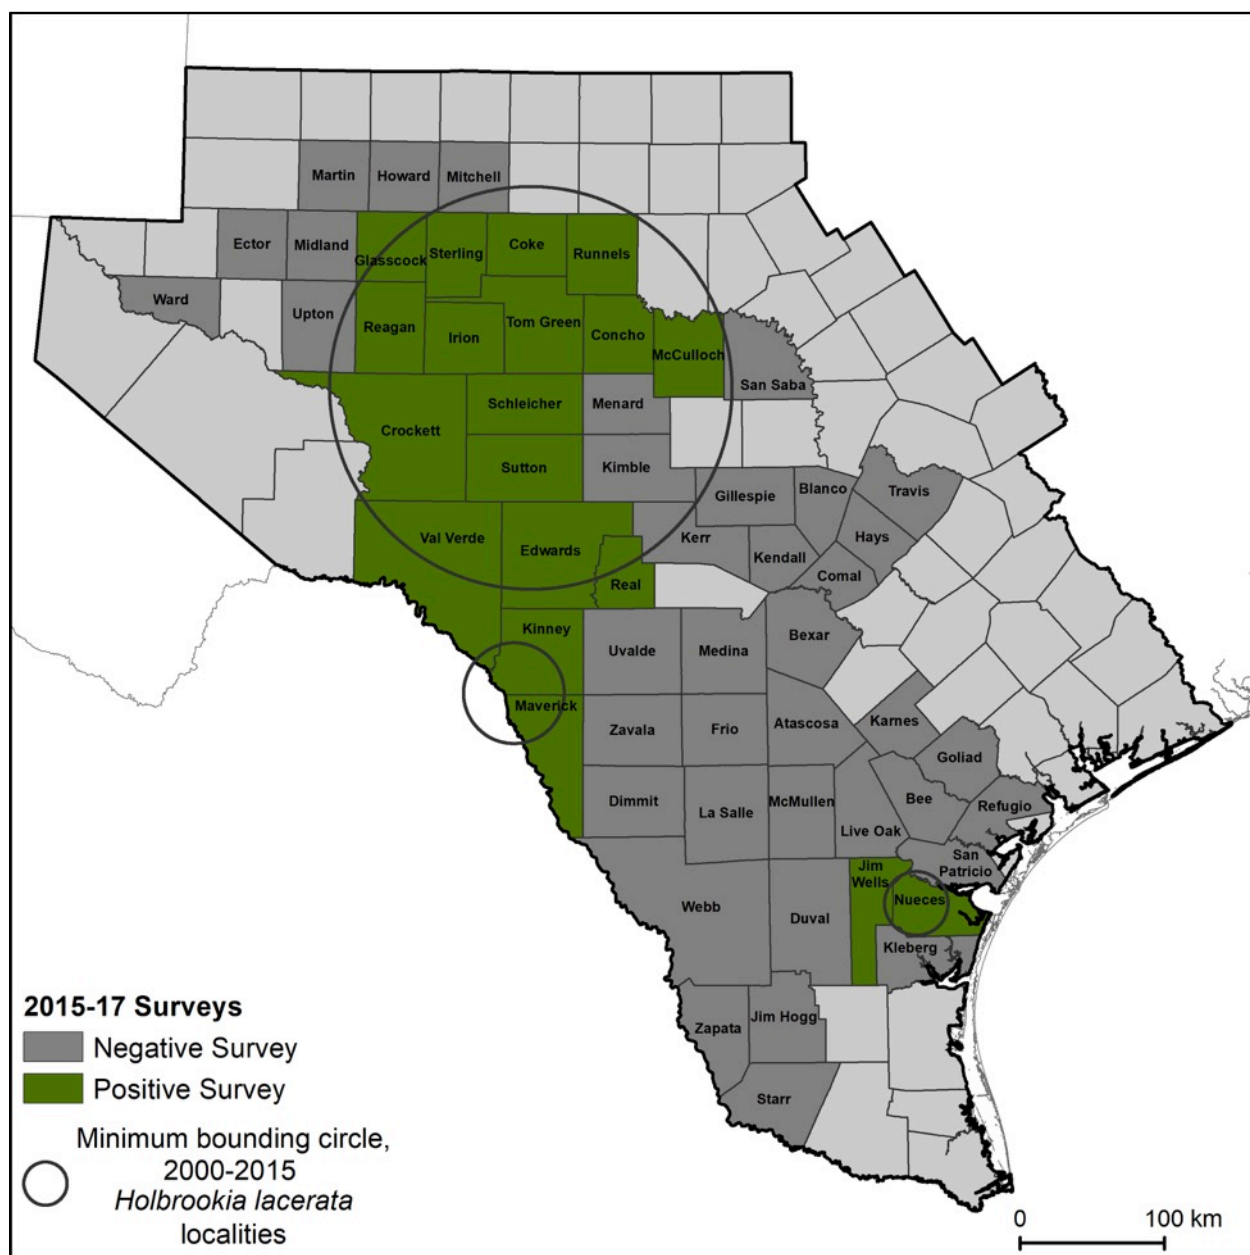 Martin
Howard
Mitchell
Ector
Midland
Glasscock
Sterling
Coke
Runnels
Ward
Upton
Reagan
Irion
Tom Green
Concho
McCulloch
San Saba
Crockett
Schleicher
Menard
Sutton
Kimble
Gillespie
Blanco
Travis
Val Verde
Edwards
Real
Kerr
Kendall
Hays
Comal
Kinney
Uvalde
Medina
Bexar
Maverick
Zavala
Frio
Atascosa
Karnes
Goliad
Dimmit
La Salle
McMullen
Live Oak
Bee
Refugio
San
Patricio
Jim
Wells
Nueces
Webb
Duval
Kleberg
Zapata
Jim Hogg
Starr
2015-17 Surveys
Negative Survey
Positive Survey
Minimum bounding circle,
2000-2015
Holbrookia lacerata
localities
0 100 km